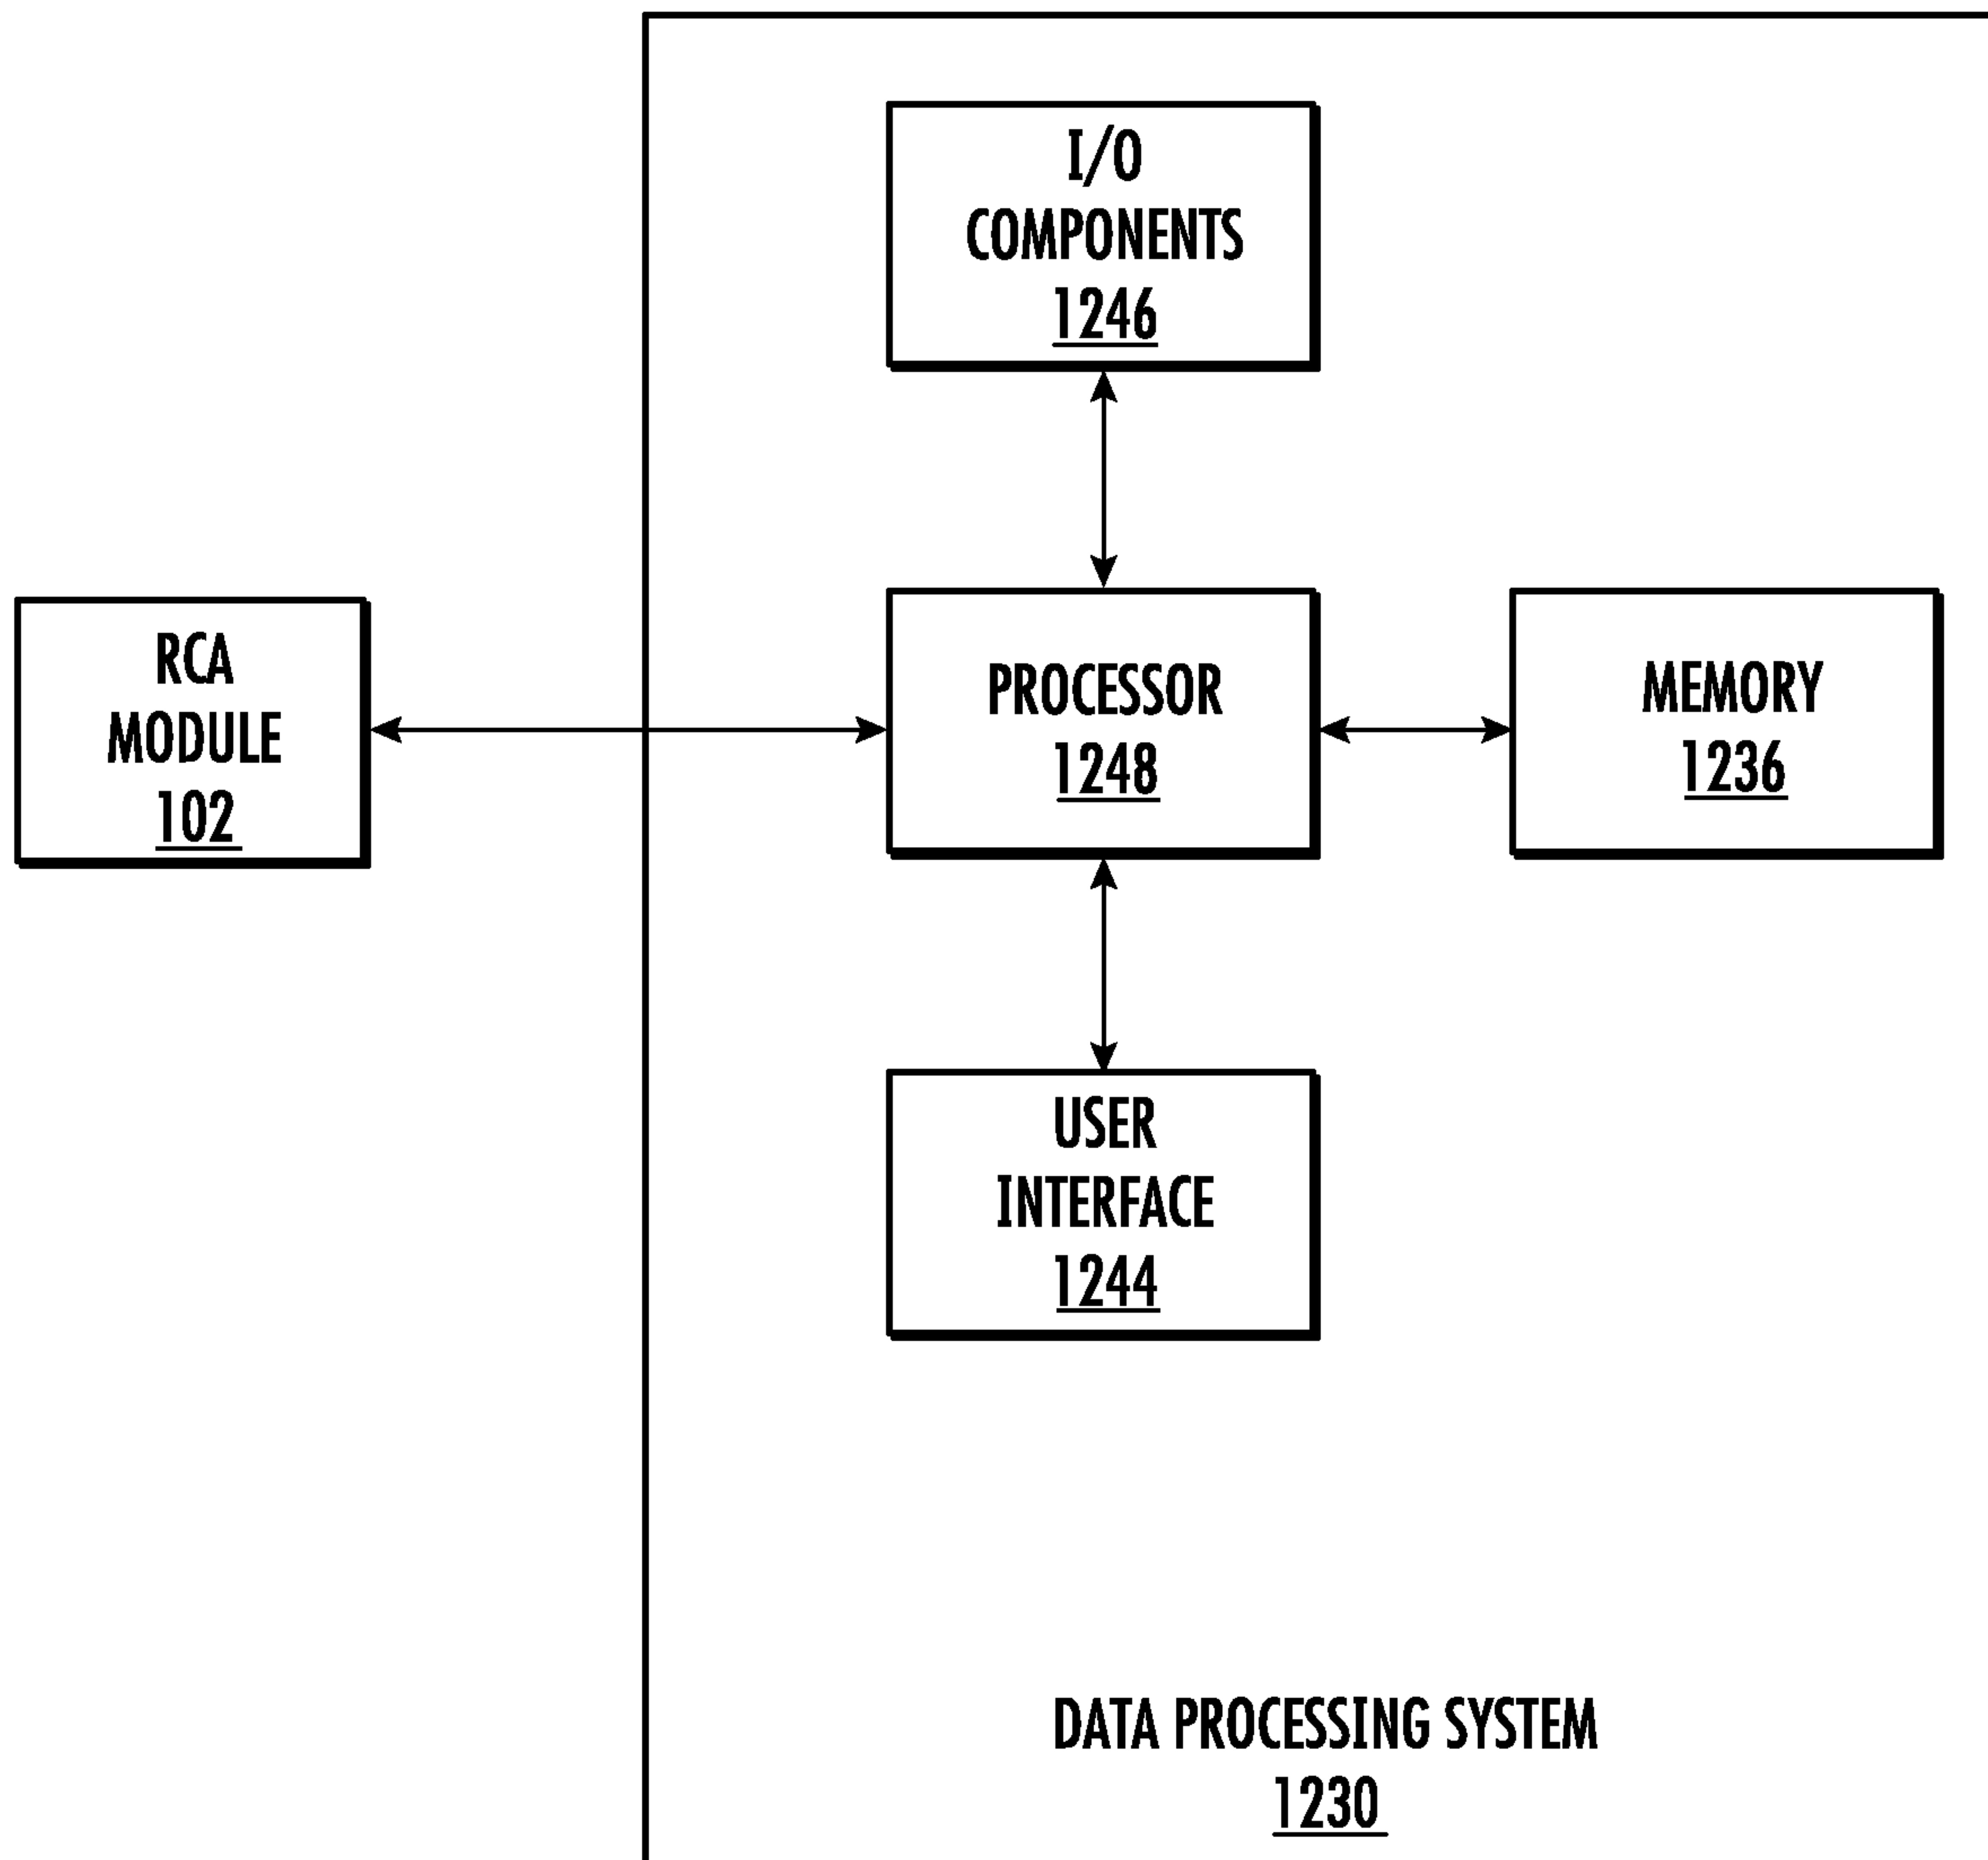 I/O
COMPONENTS
1246
RCA
MODULE
102
PROCESSOR
1248
MEMORY
1236
USER
INTERFACE
1244
DATA PROCESSING SYSTEM
1230